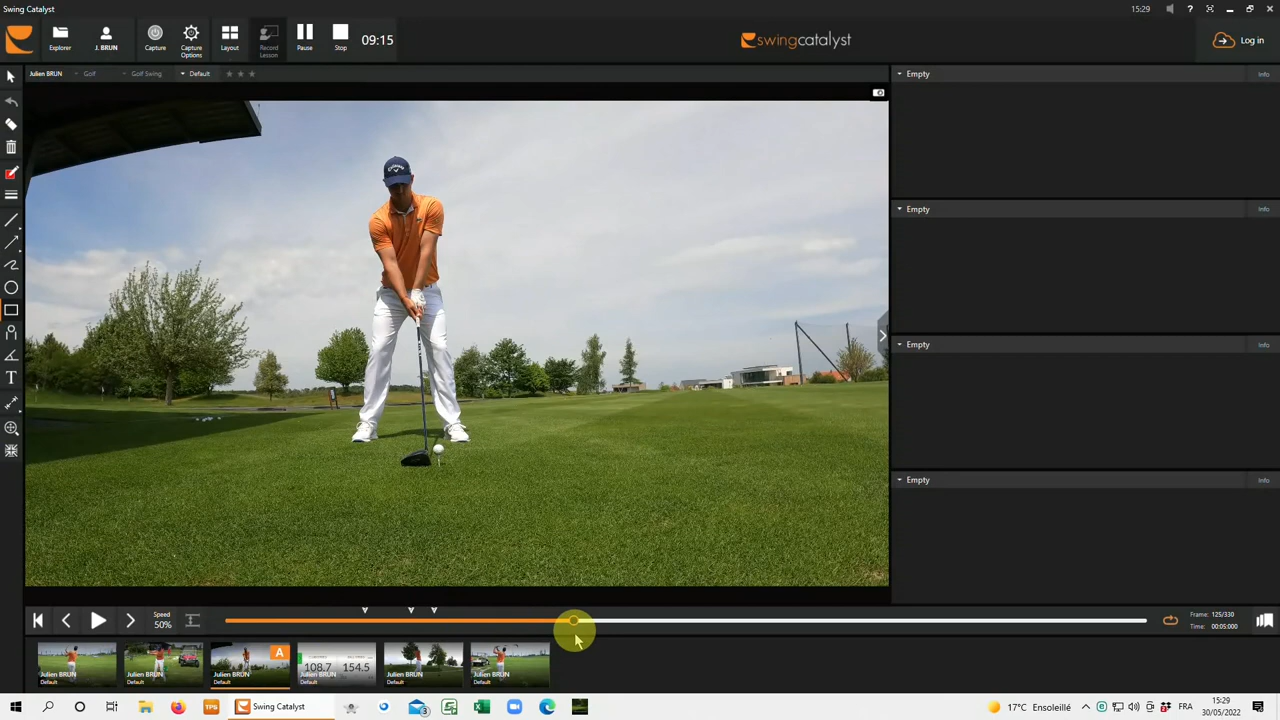 Swing Catalyst
15:29
Explorer
J. BRUN
Capture
Capture Options
Layout
Record Lesson
Pause
Stop
09:15
swingcatalyst
Log in
Julien BRUN
Golf
Golf Swing
Default
Empty
Info
Empty
Info
Empty
Info
Empty
Info
T
Speed
50%
Frame: 125/330
Time: 00:05:000
Julien BRUN
Default
Julien BRUN
Default
A
Julien BRUN
Default
108.7
154.5
Julien BRUN
Default
Julien BRUN
Default
Julien BRUN
Default
TPS
Swing Catalyst
3
17°C Ensoleillé
FRA
15:29
30/05/2022